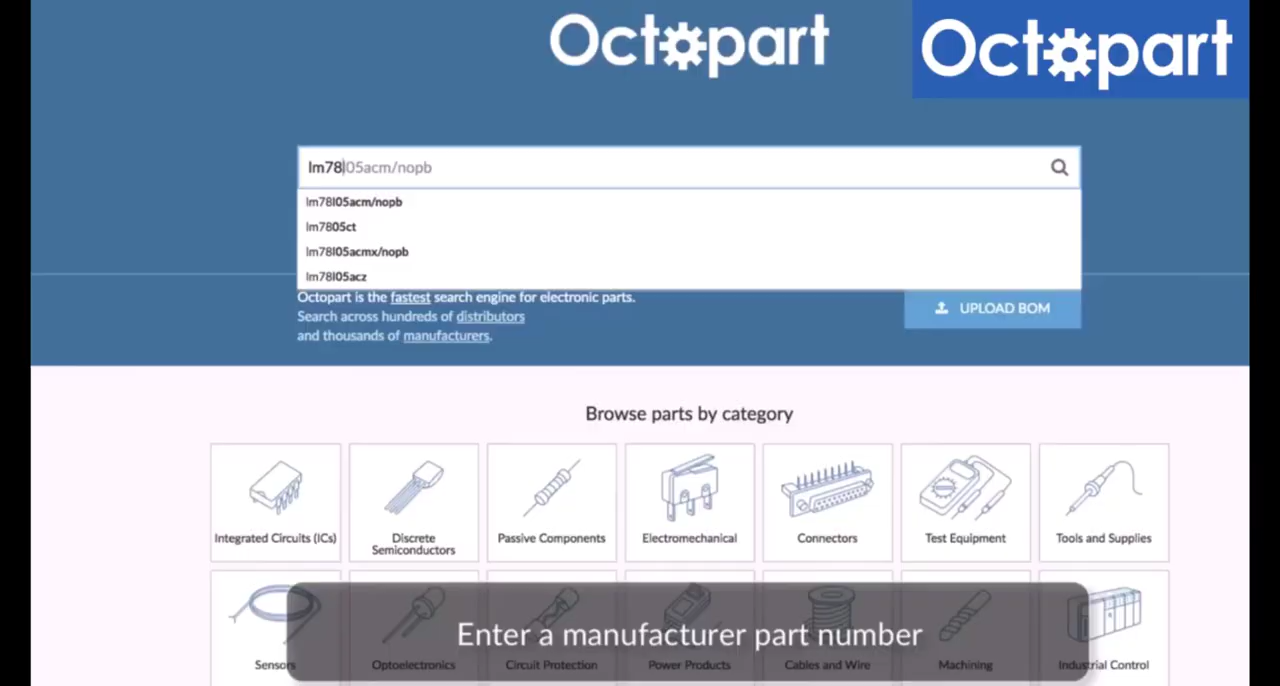 Octopart
Octopart
lm78l05acm/nopb
lm78l05acm/nopb
lm7805ct
lm78l05acmx/nopb
lm78l05acz
Octopart is the fastest search engine for electronic parts.
Search across hundreds of distributors
and thousands of manufacturers.
UPLOAD BOM
Browse parts by category
Integrated Circuits (ICs)
Discrete
Semiconductors
Passive Components
Electromechanical
Connectors
Test Equipment
Tools and Supplies
Enter a manufacturer part number
Sensors
Optoelectronics
Circuit Protection
Power Products
Cables and Wire
Machining
Industrial Control